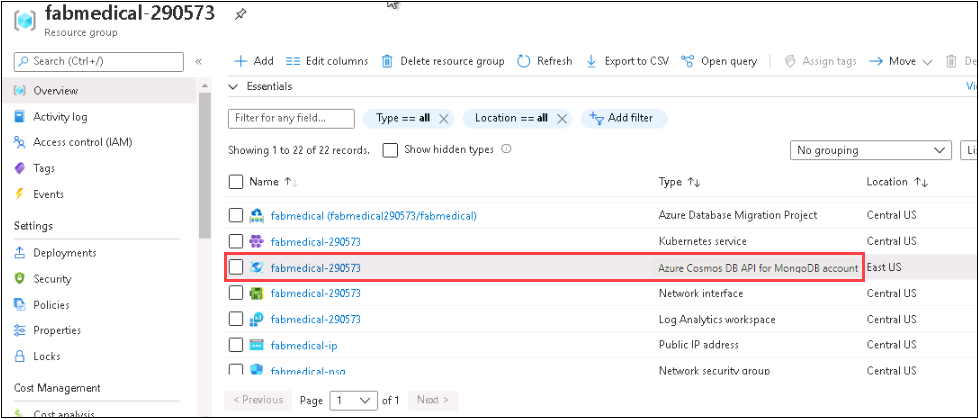 fabmedical-290573
Resource group
Search (Ctrl+/)
«
Overview
Activity log
Access control (IAM)
Tags
Events
Settings
Deployments
Security
Policies
Properties
Locks
Cost Management
Cost analysis
Add Edit columns Delete resource group Refresh Export to CSV Open query Assign tags Move De
Essentials Vi
Filter for any field... Type == all Location == all Add filter
Showing 1 to 22 of 22 records. Show hidden types No grouping Lis
Name ↑↓ Type ↑↓ Location ↑↓
fabmedical (fabmedical290573/fabmedical) Azure Database Migration Project Central US
fabmedical-290573 Kubernetes service Central US
fabmedical-290573 Azure Cosmos DB API for MongoDB account East US
fabmedical-290573 Network interface Central US
fabmedical-290573 Log Analytics workspace Central US
fabmedical-ip Public IP address Central US
fabmedical-nsg Network security group Central US
< Previous Page 1 of 1 Next >